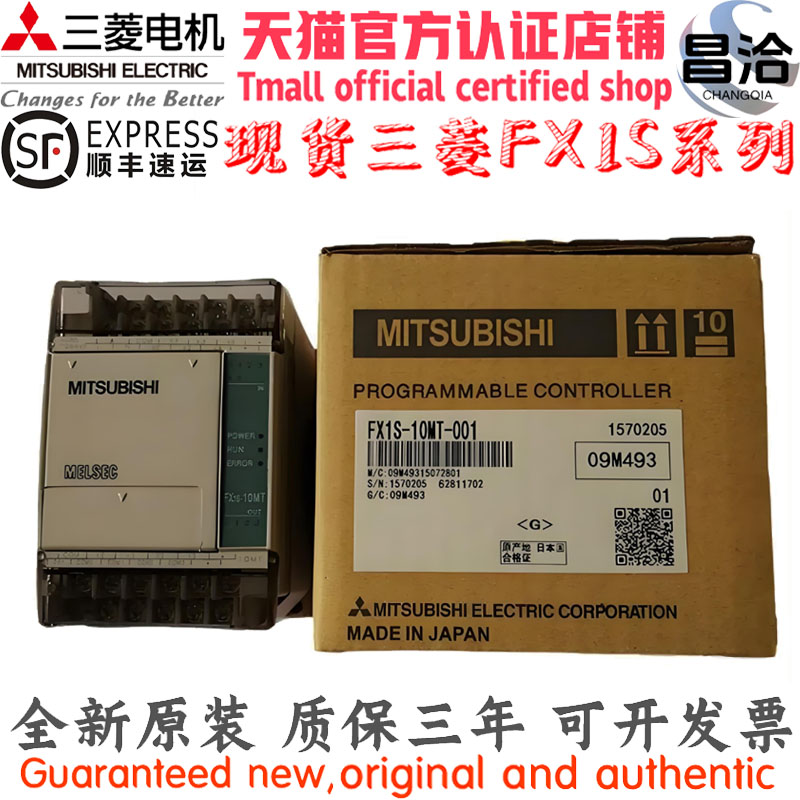 三菱电机
MITSUBISHI ELECTRIC
Changes for the Better
天猫官方认证店铺
Tmall official certified shop
昌洽
CHANGQIA
SF EXPRESS
顺丰速运
现货三菱FX1S系列
MITSUBISHI
MELSEC
POWER
RUN
ERROR
FX1S-10MT
OUT
MITSUBISHI
10
PROGRAMMABLE CONTROLLER
FX1S-10MT-001
1570205
M/C:09M49315072801
S/N:1570205 62811702
G/C:09M493
09M493
01
<G>
原产地 日本国
合格证
MITSUBISHI ELECTRIC CORPORATION
MADE IN JAPAN
全新原装 质保三年 可开发票
Guaranteed new,original and authentic